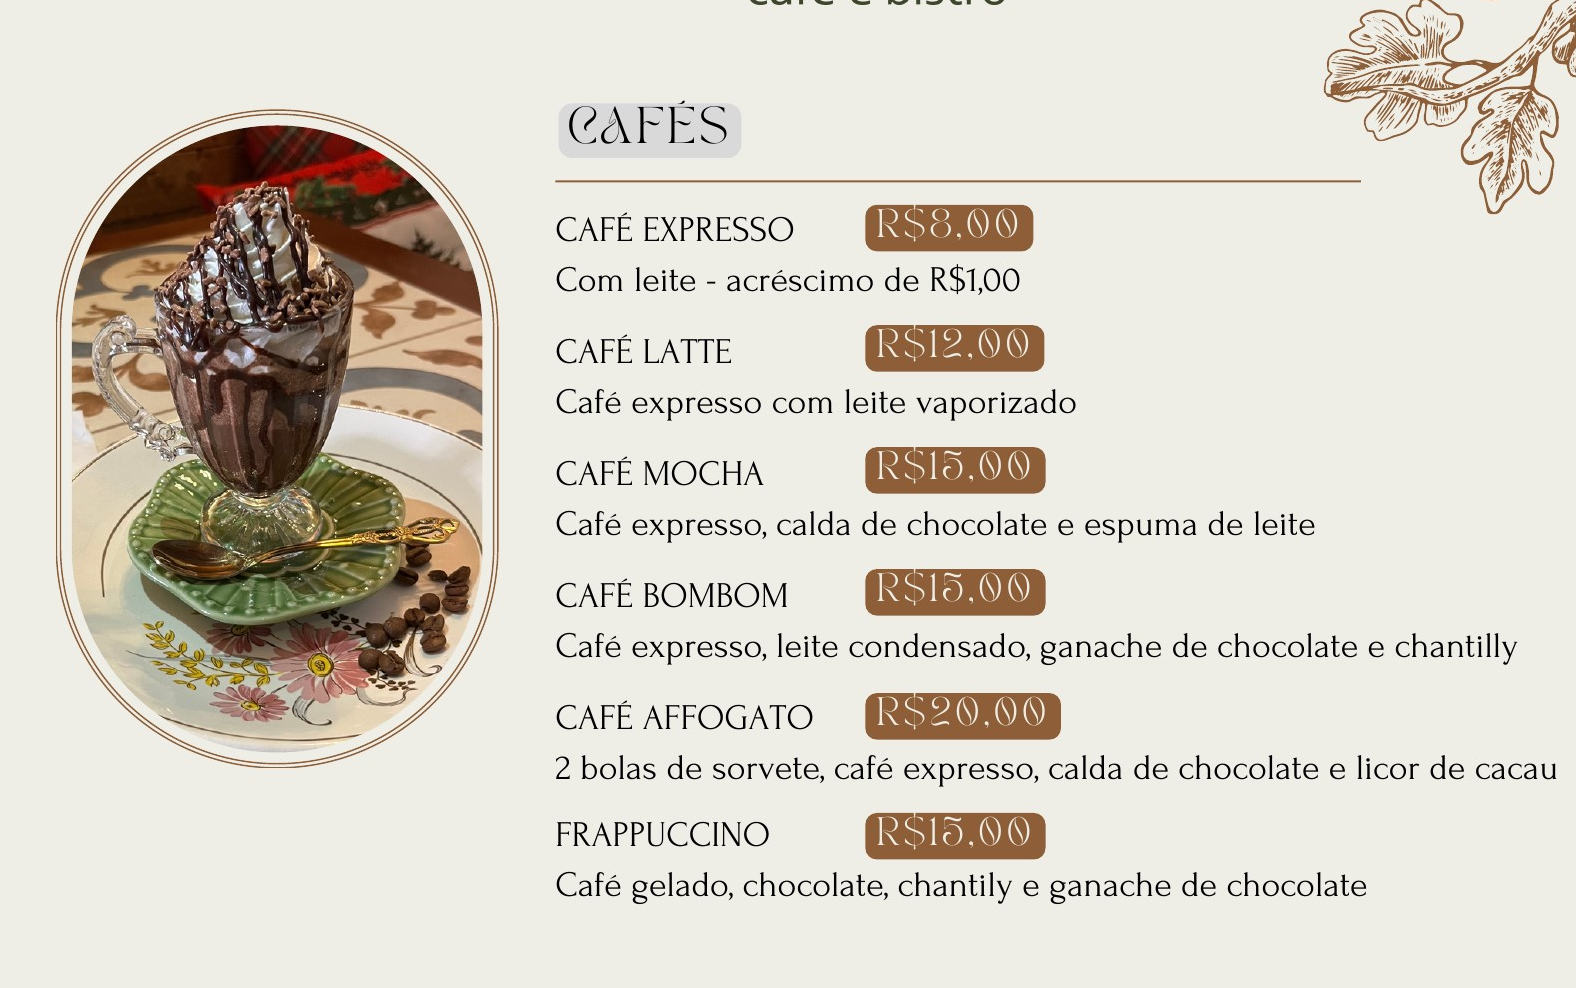 café e bistrô
CAFÉS
CAFÉ EXPRESSO R$8,00
Com leite - acréscimo de R$1,00
CAFÉ LATTE R$12,00
Café expresso com leite vaporizado
CAFÉ MOCHA R$15,00
Café expresso, calda de chocolate e espuma de leite
CAFÉ BOMBOM R$15,00
Café expresso, leite condensado, ganache de chocolate e chantilly
CAFÉ AFFOGATO R$20,00
2 bolas de sorvete, café expresso, calda de chocolate e licor de cacau
FRAPPUCCINO R$15,00
Café gelado, chocolate, chantily e ganache de chocolate